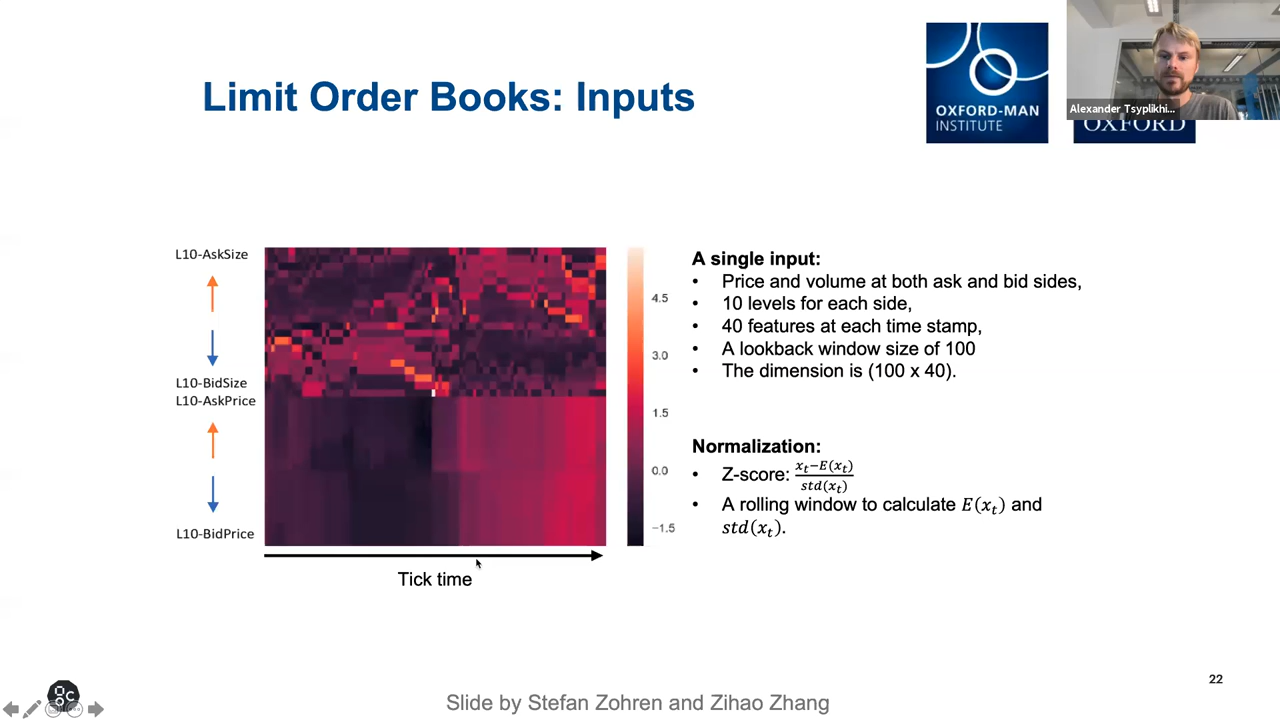 Limit Order Books: Inputs
OXFORD-MAN
INSTITUTE
Alexander Tsyplikhi...
OXFORD
L10-AskSize
L10-BidSize
L10-AskPrice
L10-BidPrice
4.5
3.0
1.5
0.0
−1.5
Tick time
A single input:
• Price and volume at both ask and bid sides,
• 10 levels for each side,
• 40 features at each time stamp,
• A lookback window size of 100
• The dimension is (100 x 40).
Normalization:
• Z-score: \frac{x_t−E(x_t)}{std(x_t)}
• A rolling window to calculate E(x_t) and
std(x_t).
22
Slide by Stefan Zohren and Zihao Zhang